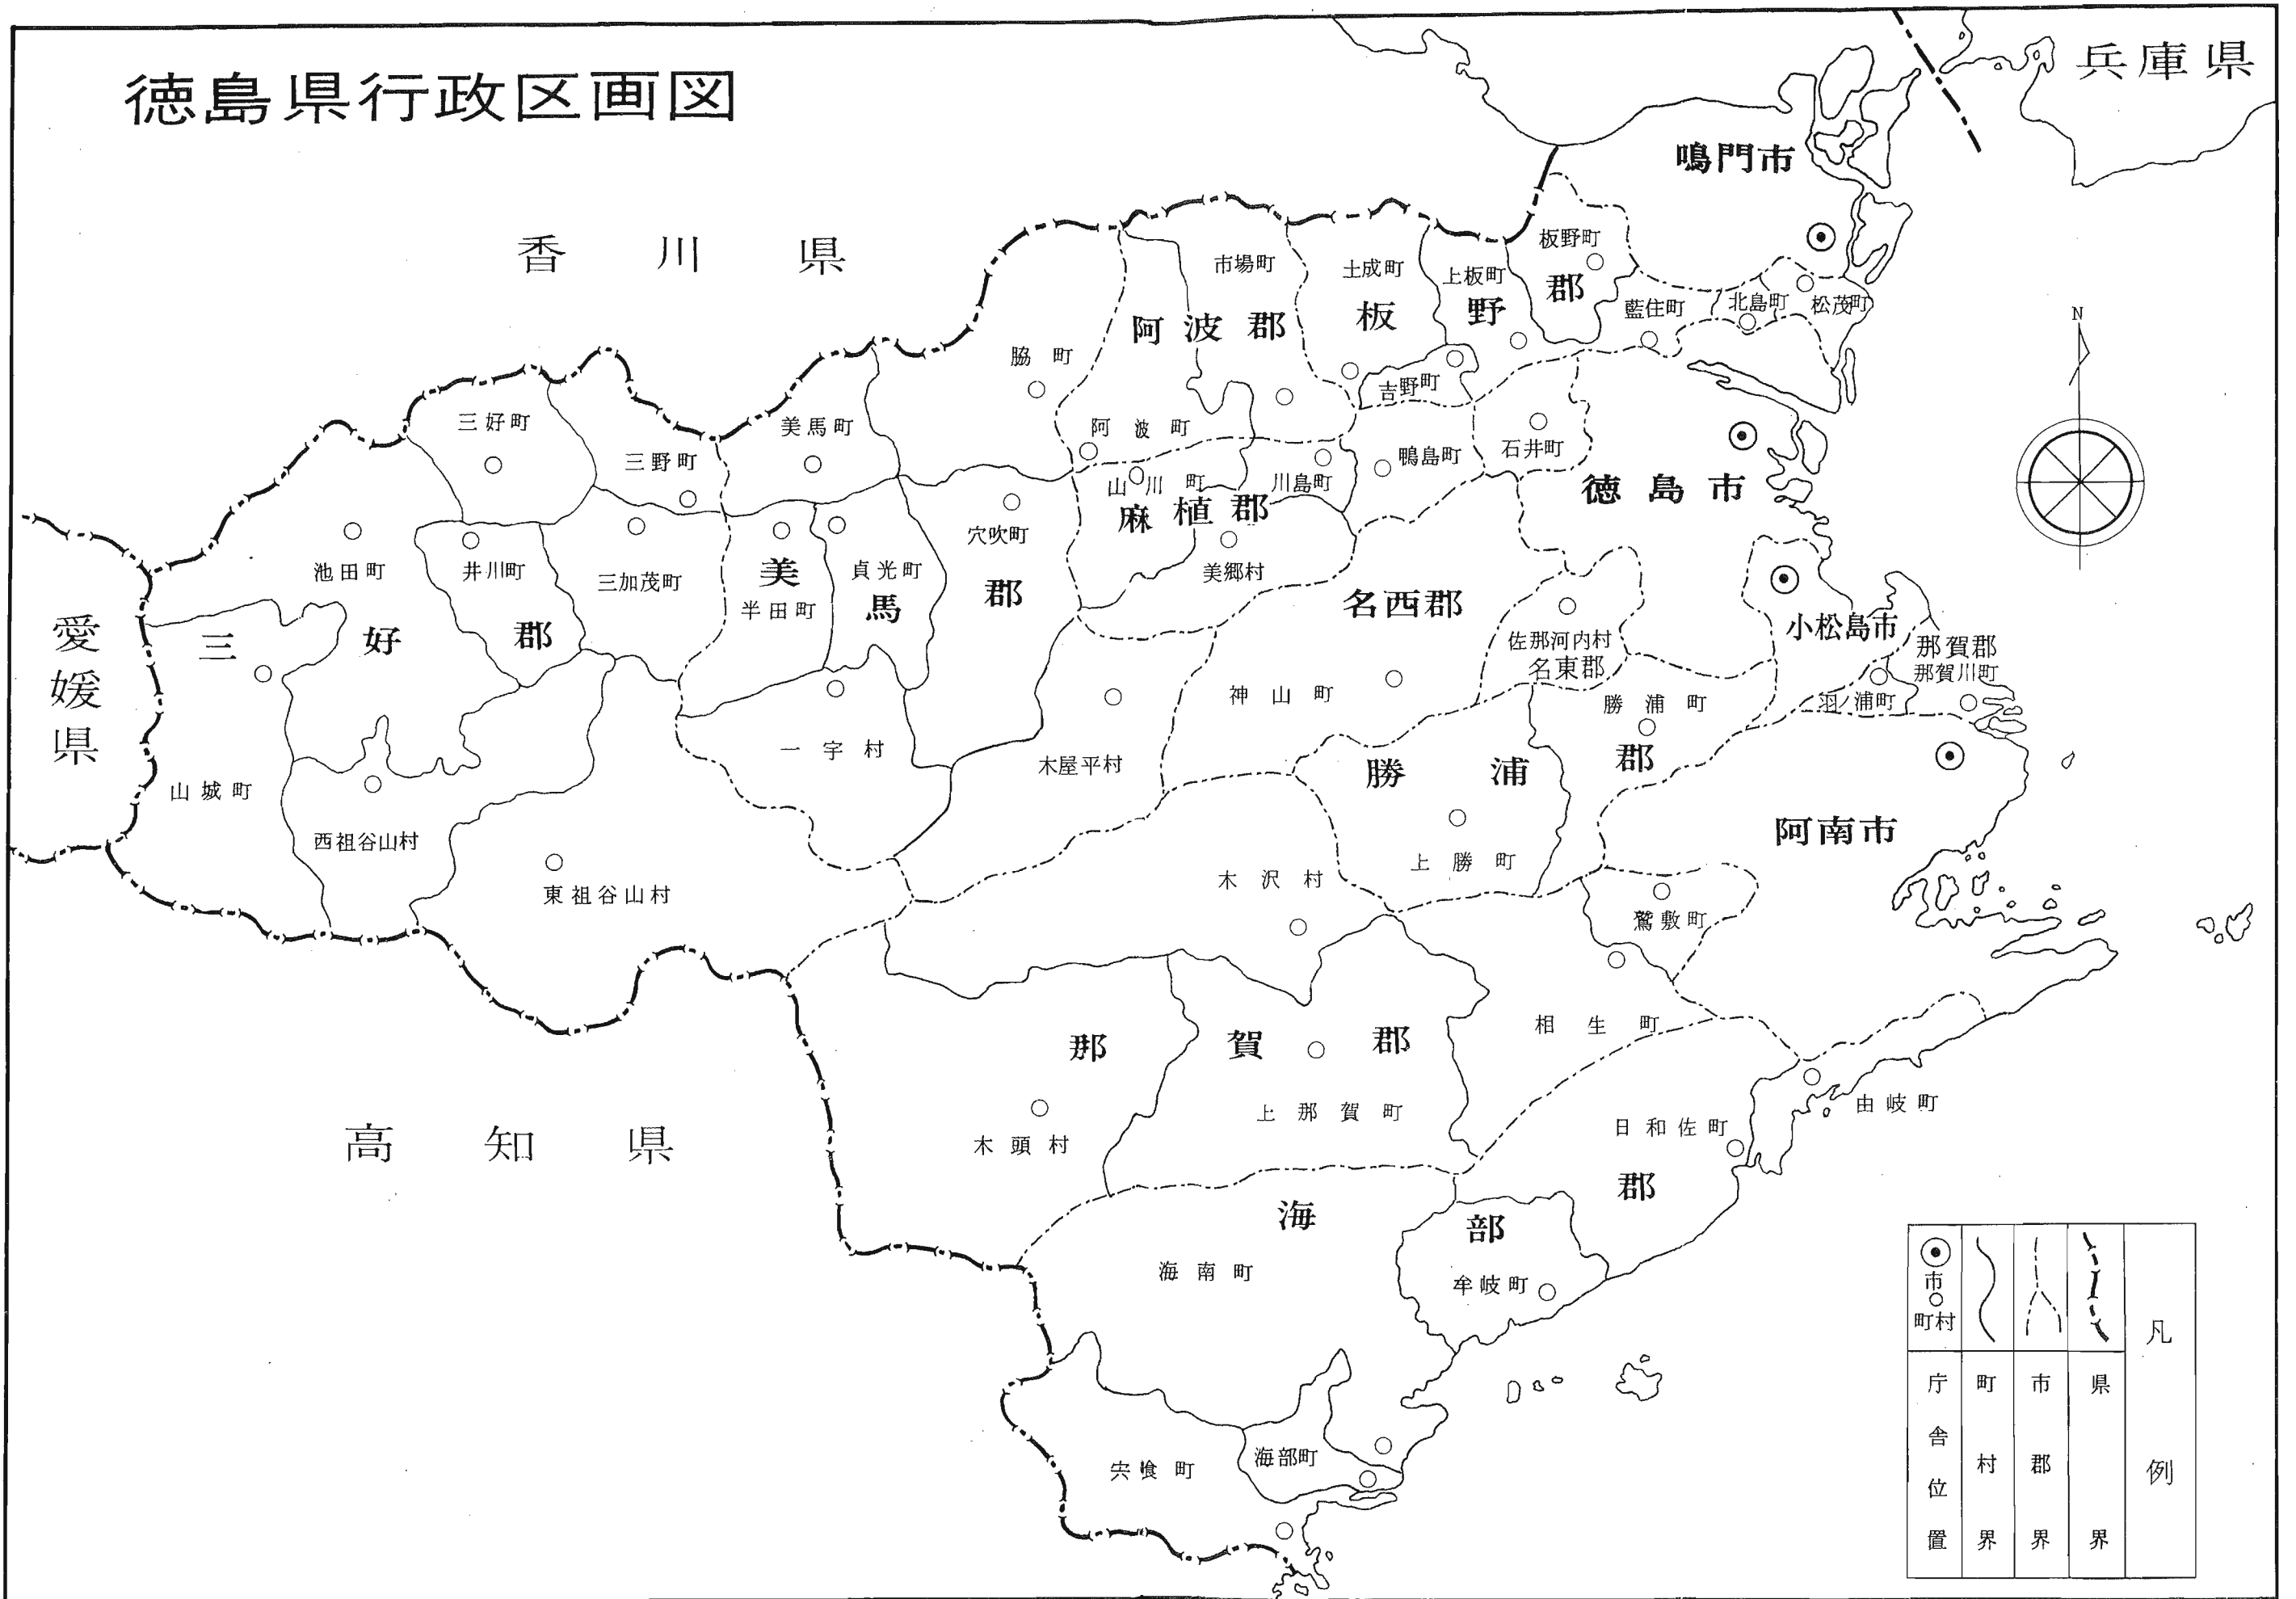 徳島県行政区画図
兵庫県
鳴門市
香川県
板野町
市場町
土成町
上板町
郡
藍住町
北島町
松茂町
阿波郡
板
野
N
脇町
吉野町
三好町
美馬町
阿波町
三野町
鴨島町
石井町
山川町
川島町
徳島市
麻植郡
穴吹町
池田町
井川町
三加茂町
美
貞光町
美郷村
半田町
馬
郡
名西郡
愛媛県
三
好
郡
佐那河内村
名東郡
小松島市
那賀郡
那賀川町
神山町
勝浦町
羽ノ浦町
一宇村
木屋平村
勝
浦
郡
山城町
西祖谷山村
阿南市
東祖谷山村
木沢村
上勝町
鷲敷町
相生町
那
賀
郡
上那賀町
由岐町
高知県
木頭村
日和佐町
郡
海
部
海南町
牟岐町
宍喰町
海部町
凡例
県界
市郡界
町村界
市
町村
庁舎位置